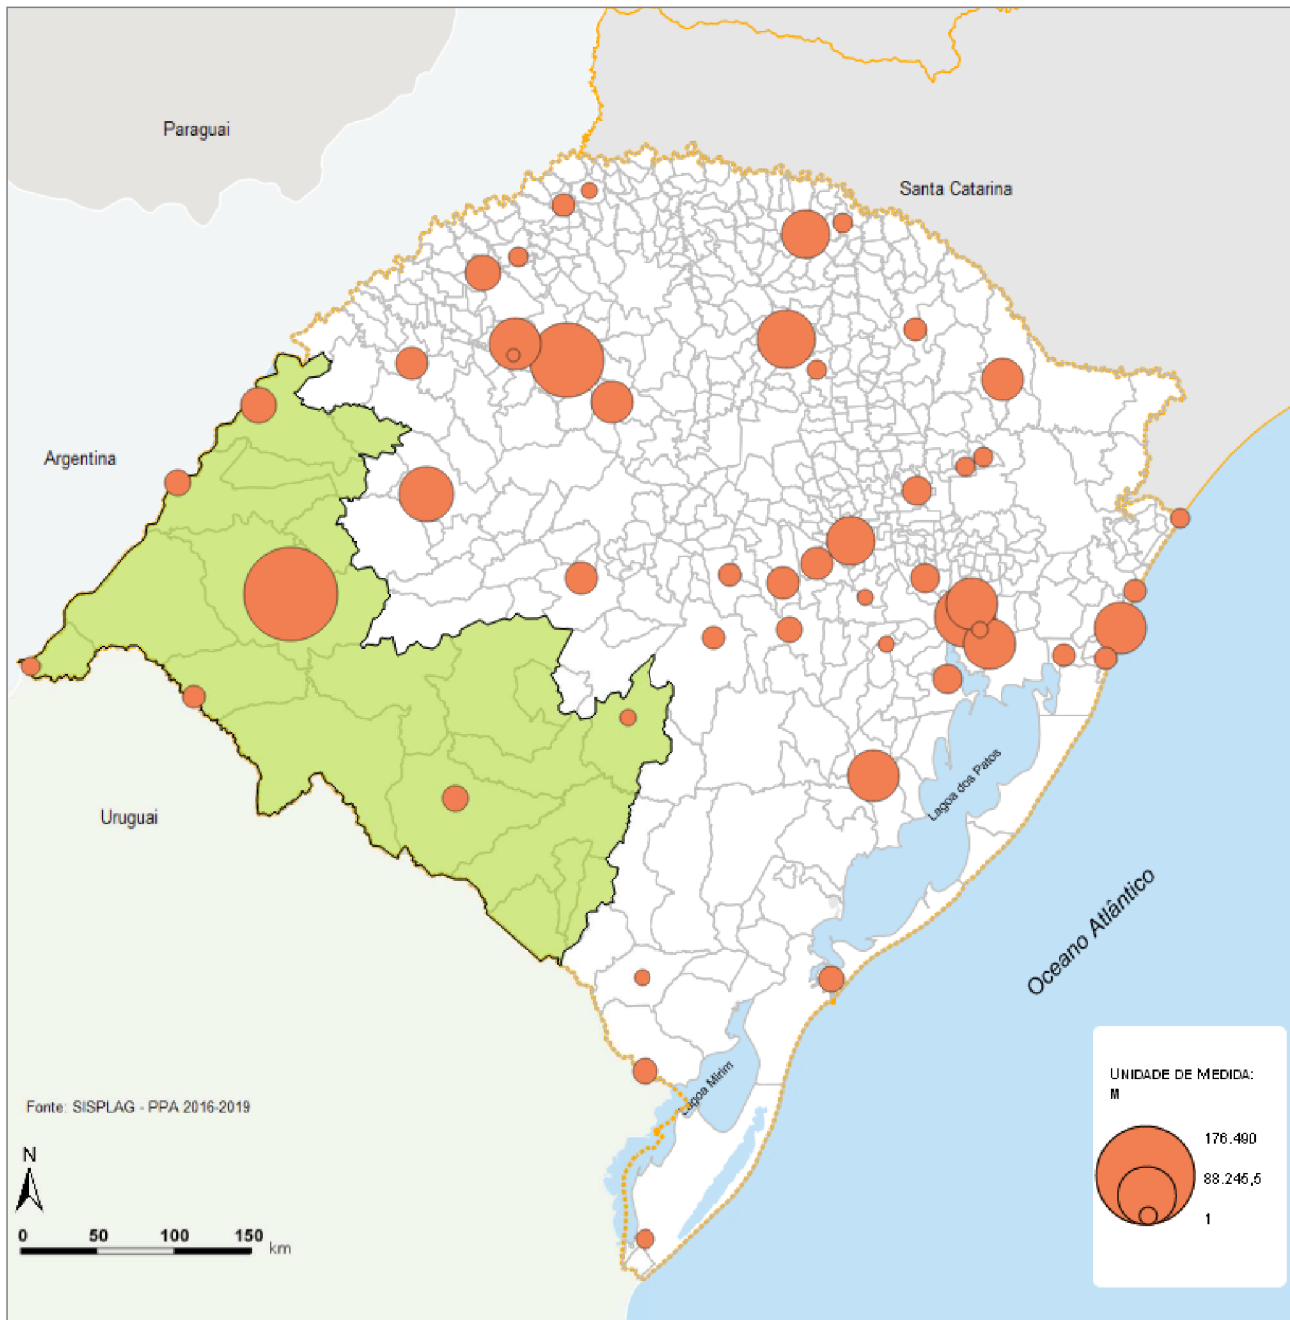 Paraguai
Santa Catarina
Argentina
Uruguai
Lagoa dos Patos
Oceano Atlântico
Lagoa Mirim
Fonte: SISPLAG - PPA 2016-2019
N
0 50 100 150
km
UNIDADE DE MEDIDA:
M
176.490
88.245,5
1